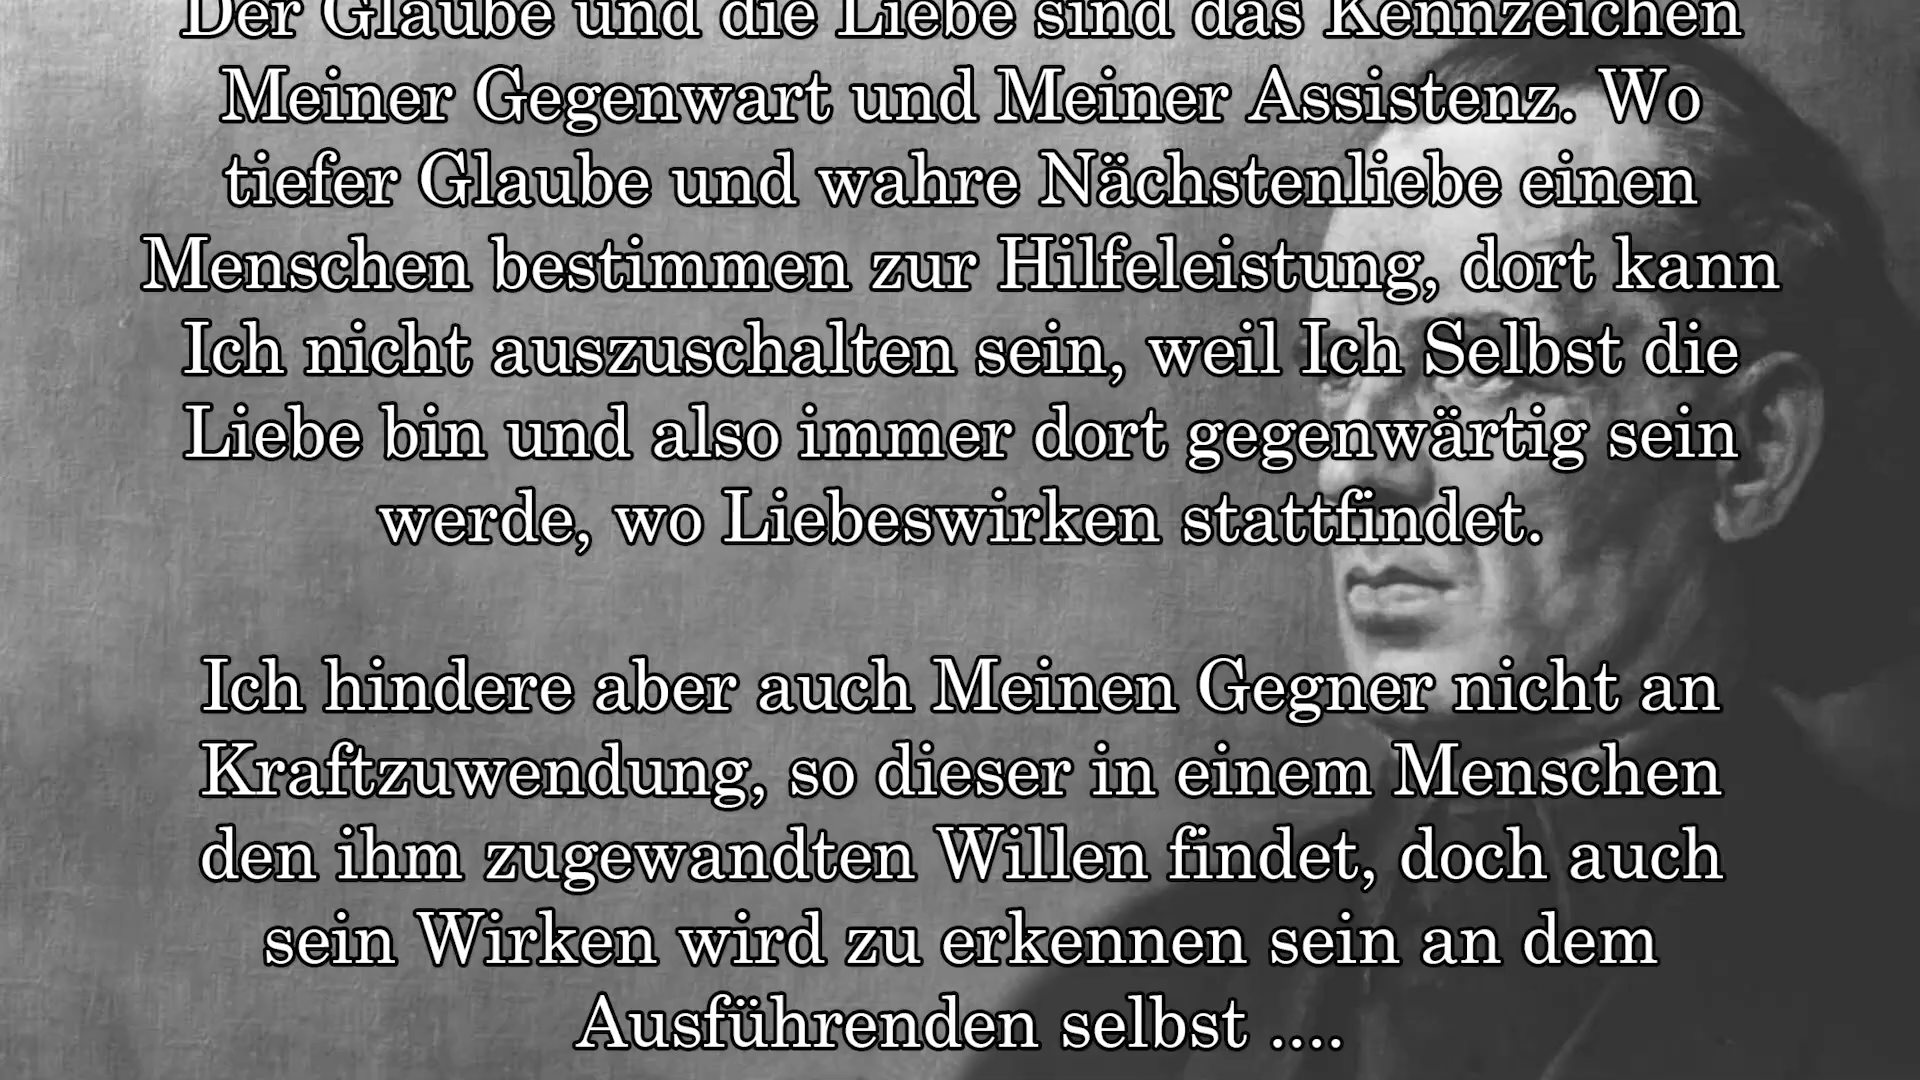 Der Glaube und die Liebe sind das Kennzeichen
Meiner Gegenwart und Meiner Assistenz. Wo
tiefer Glaube und wahre Nächstenliebe einen
Menschen bestimmen zur Hilfeleistung, dort kann
Ich nicht auszuschalten sein, weil Ich Selbst die
Liebe bin und also immer dort gegenwärtig sein
werde, wo Liebeswirken stattfindet.
Ich hindere aber auch Meinen Gegner nicht an
Kraftzuwendung, so dieser in einem Menschen
den ihm zugewandten Willen findet, doch auch
sein Wirken wird zu erkennen sein an dem
Ausführenden selbst ....